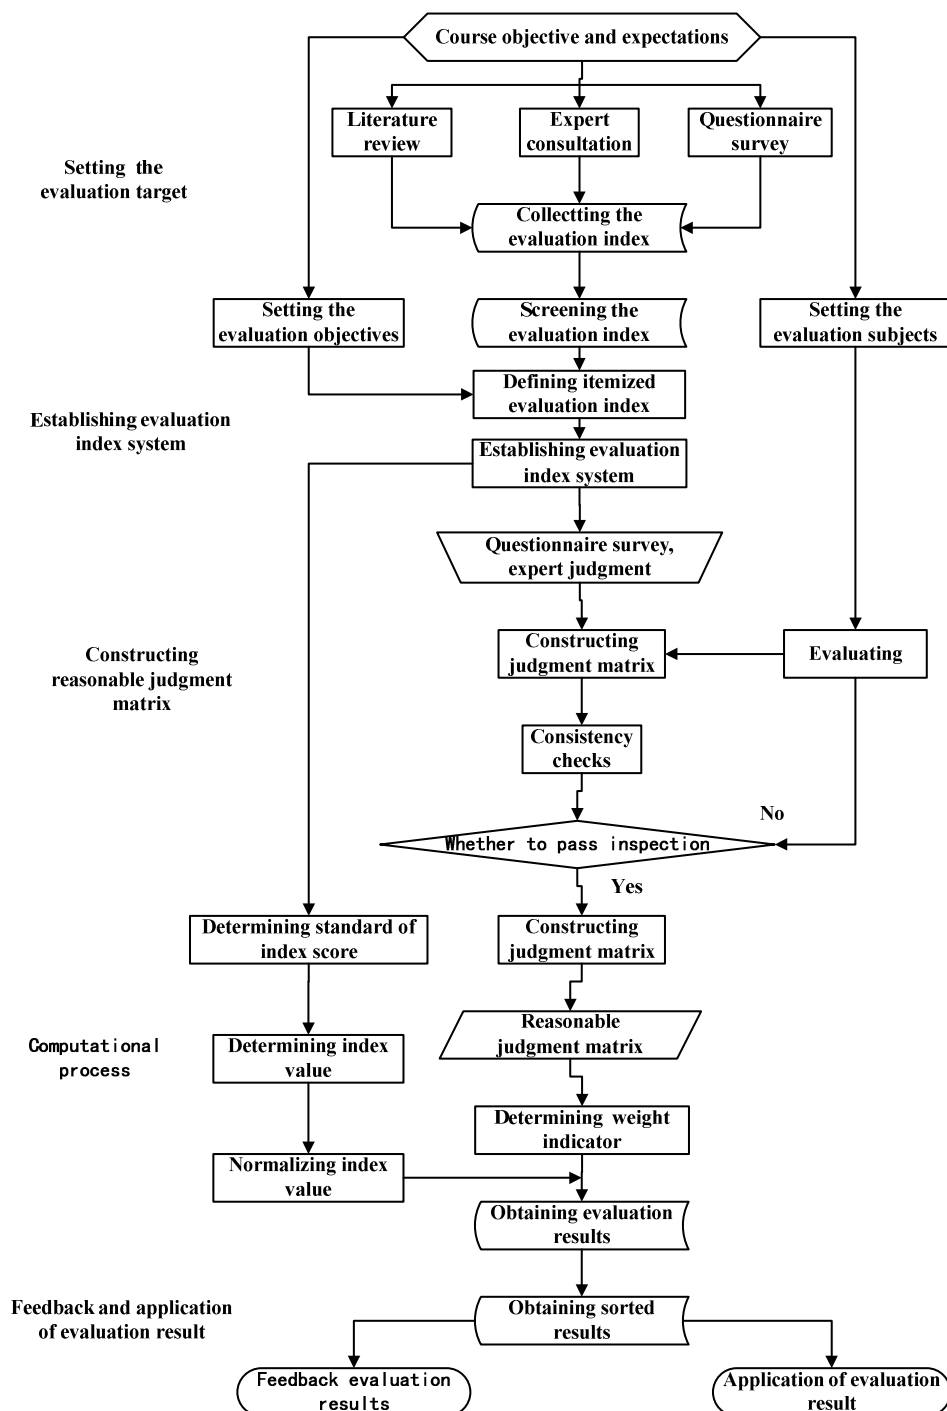 Course objective and expectations
Literature
review
Expert
consultation
Questionnaire
survey
Setting the
evaluation target
Collectting the
evaluation index
Setting the
evaluation objectives
Screening the
evaluation index
Setting the
evaluation subjects
Defining itemized
evaluation index
Establishing evaluation
index system
Establishing evaluation
index system
Questionnaire survey,
expert judgment
Constructing
reasonable judgment
matrix
Constructing
judgment matrix
Evaluating
Consistency
checks
No
Whether to pass inspection
Yes
Determining standard of
index score
Constructing
judgment matrix
Computational
process
Determining index
value
Reasonable
judgment matrix
Determining weight
indicator
Normalizing index
value
Obtaining evaluation
results
Feedback and application
of evaluation result
Obtaining sorted
results
Feedback evaluation
results
Application of evaluation
result